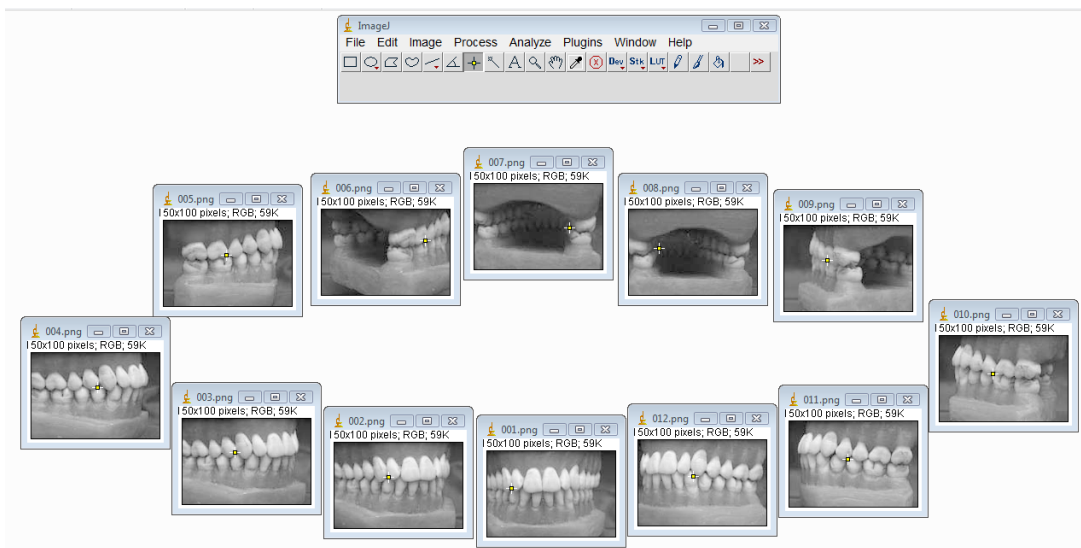 ImageJ
File Edit Image Process Analyze Plugins Window Help
A Dev Stk LUT >>
007.png
150x100 pixels; RGB; 59K
006.png
150x100 pixels; RGB; 59K
008.png
150x100 pixels; RGB; 59K
005.png
150x100 pixels; RGB; 59K
009.png
150x100 pixels; RGB; 59K
010.png
150x100 pixels; RGB; 59K
004.png
150x100 pixels; RGB; 59K
003.png
150x100 pixels; RGB; 59K
011.png
150x100 pixels; RGB; 59K
002.png
150x100 pixels; RGB; 59K
012.png
150x100 pixels; RGB; 59K
001.png
150x100 pixels; RGB; 59K